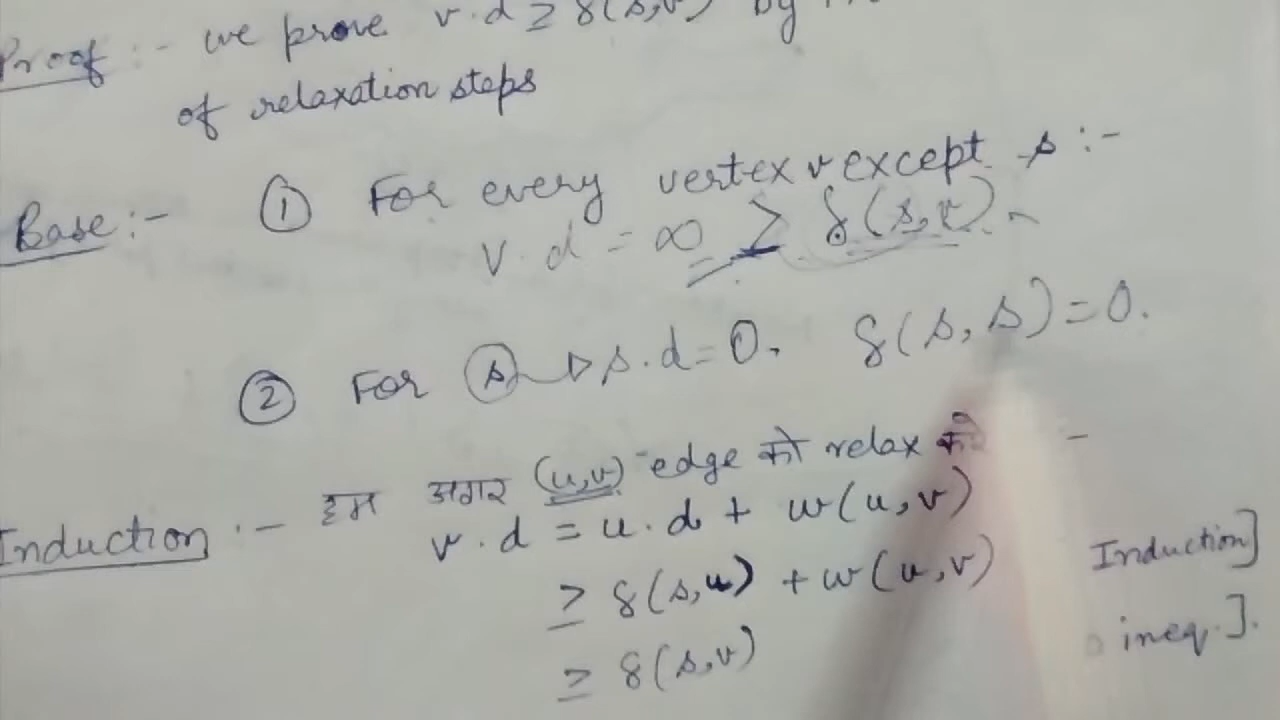 Proof :- we prove v.d ≥ δ(s,v) by
of relaxation steps
Base :- ① For every vertex v except s :-
v.d = ∞ ≥ δ(s,v)
② For s → s.d = 0, δ(s,s) = 0.
Induction :- हम अगर (u,v) edge को relax :-
v.d = u.d + w(u,v)
≥ δ(s,u) + w(u,v) Induction]
≥ δ(s,v) ineq.].